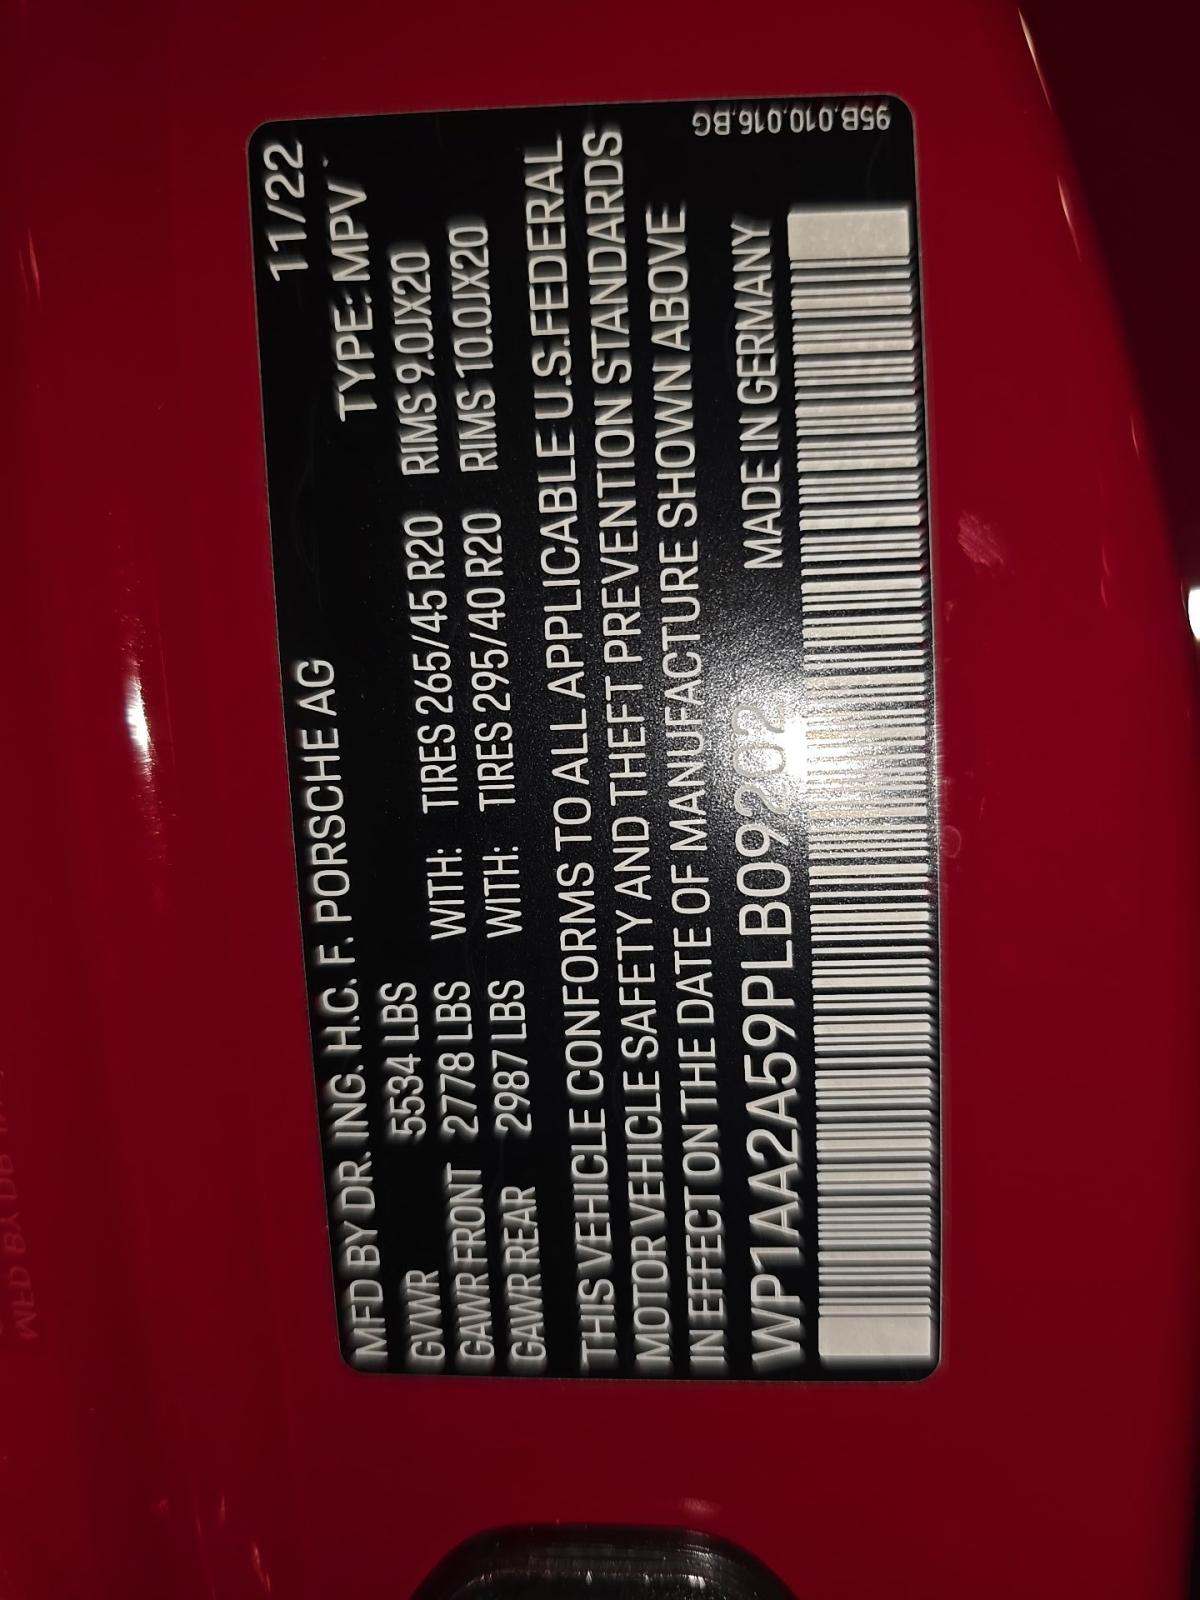 11/22
MFD BY DR. ING. H.C. F. PORSCHE AG TYPE: MPV
GVWR 5534 LBS
GAWR FRONT 2778 LBS WITH: TIRES 265/45 R20 RIMS 9.0JX20
GAWR REAR 2987 LBS WITH: TIRES 295/40 R20 RIMS 10.0JX20
THIS VEHICLE CONFORMS TO ALL APPLICABLE U.S.FEDERAL
MOTOR VEHICLE SAFETY AND THEFT PREVENTION STANDARDS
IN EFFECT ON THE DATE OF MANUFACTURE SHOWN ABOVE
WP1AA2A59PLB09202 MADE IN GERMANY
95B.010.016.BG